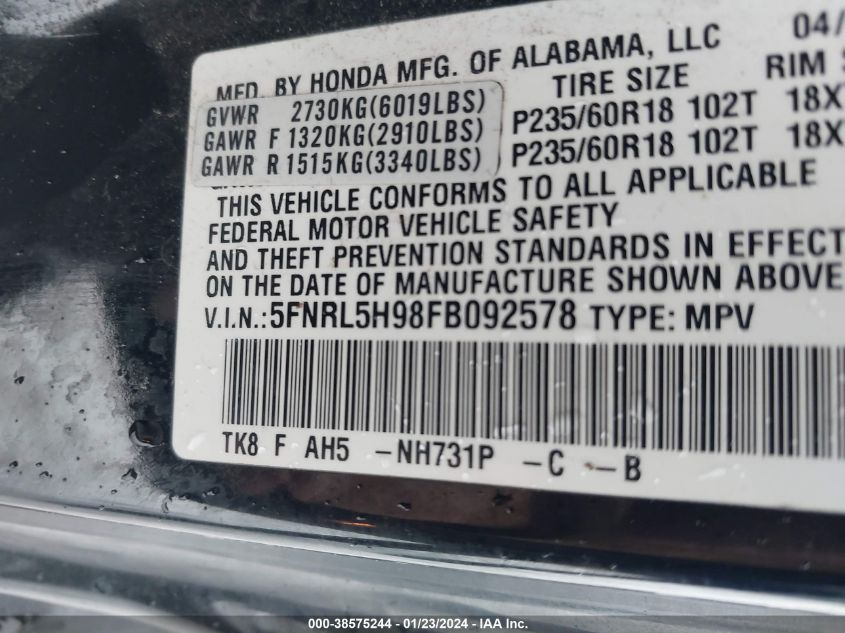 MFD. BY HONDA MFG. OF ALABAMA, LLC 04/
TIRE SIZE RIM S
GVWR 2730KG(6019LBS)
GAWR F 1320KG(2910LBS) P235/60R18 102T 18X
GAWR R 1515KG(3340LBS) P235/60R18 102T 18X
THIS VEHICLE CONFORMS TO ALL APPLICABLE
FEDERAL MOTOR VEHICLE SAFETY
AND THEFT PREVENTION STANDARDS IN EFFECT
ON THE DATE OF MANUFACTURE SHOWN ABOVE
V.I.N.:5FNRL5H98FB092578 TYPE: MPV
TK8 F AH5 -NH731P -C -B
000-38575244 - 01/23/2024 - IAA Inc.